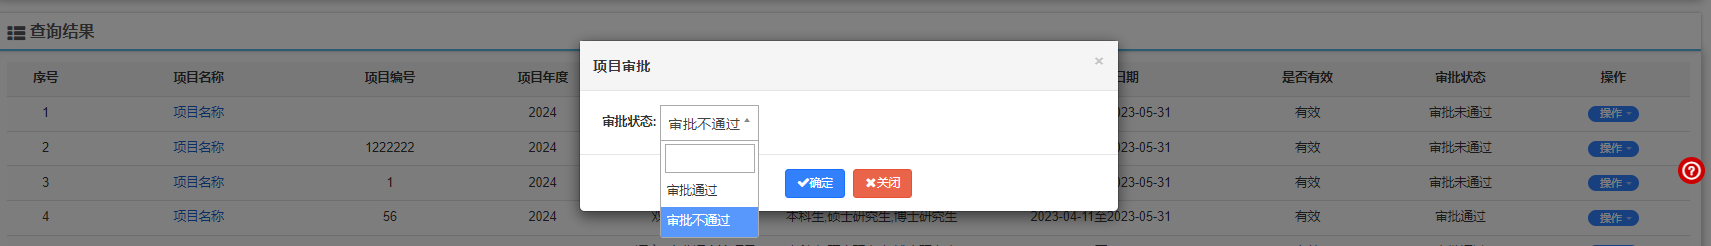 查询结果
项目审批 ×
序号 项目名称 项目编号 项目年度 日期 是否有效 审批状态 操作
1 项目名称 2024 023-05-31 有效 审批未通过 操作
审批状态: 审批不通过
2 项目名称 1222222 2024 023-05-31 有效 审批未通过 操作
3 项目名称 1 2024 023-05-31 有效 审批未通过 操作
审批通过
确定 关闭
4 项目名称 56 2024 本科生,硕士研究生,博士研究生 2023-04-11至2023-05-31 有效 审批通过 操作
审批不通过